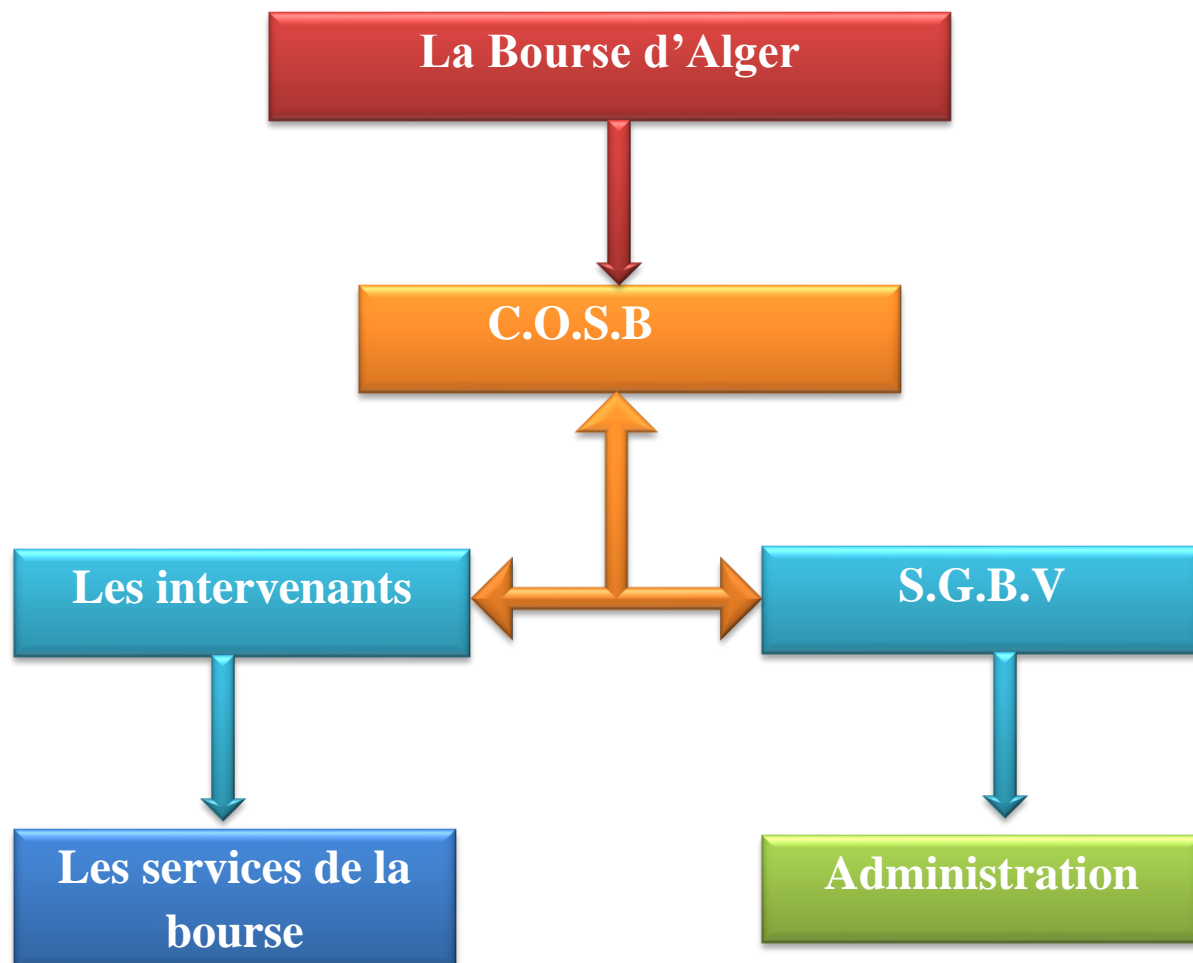 La Bourse d’Alger
C.O.S.B
Les intervenants
S.G.B.V
Les services de la
bourse
Administration